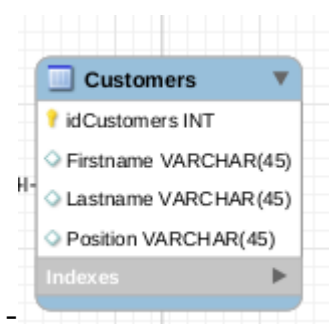 Customers
idCustomers INT
Firstname VARCHAR(45)
Lastname VARCHAR(45)
Position VARCHAR(45)
Indexes